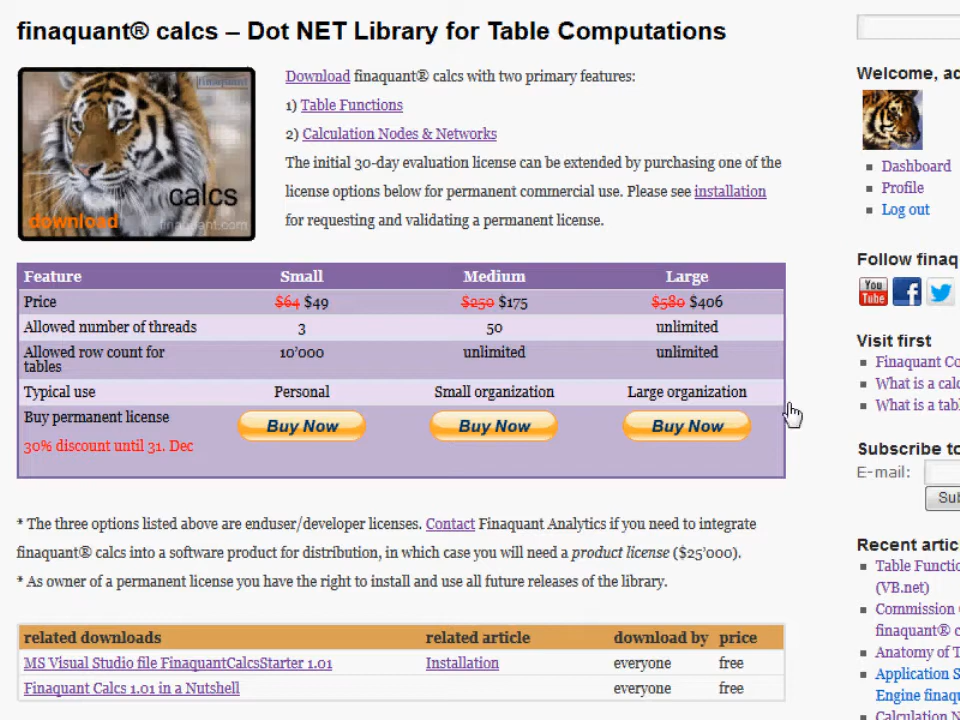 finaquant® calcs – Dot NET Library for Table Computations
finaquant
calcs
download
finaquant.com
Download finaquant® calcs with two primary features:
1) Table Functions
2) Calculation Nodes & Networks
The initial 30-day evaluation license can be extended by purchasing one of the
license options below for permanent commercial use. Please see installation
for requesting and validating a permanent license.
Feature Small Medium Large
Price $64 $49 $250 $175 $580 $406
Allowed number of threads 3 50 unlimited
Allowed row count for tables 10’000 unlimited unlimited
Typical use Personal Small organization Large organization
Buy permanent license Buy Now Buy Now Buy Now
30% discount until 31. Dec
* The three options listed above are enduser/developer licenses. Contact Finaquant Analytics if you need to integrate
finaquant® calcs into a software product for distribution, in which case you will need a product license ($25’000).
* As owner of a permanent license you have the right to install and use all future releases of the library.
related downloads related article download by price
MS Visual Studio file FinaquantCalcsStarter 1.01 Installation everyone free
Finaquant Calcs 1.01 in a Nutshell everyone free
Welcome, ad
Dashboard
Profile
Log out
Follow finaq
You Tube
Visit first
Finaquant Co
What is a calc
What is a tabl
Subscribe to
E-mail:
Sub
Recent artic
Table Functio
(VB.net)
Commission
finaquant® c
Anatomy of T
Application S
Engine finaqu
Calculation N